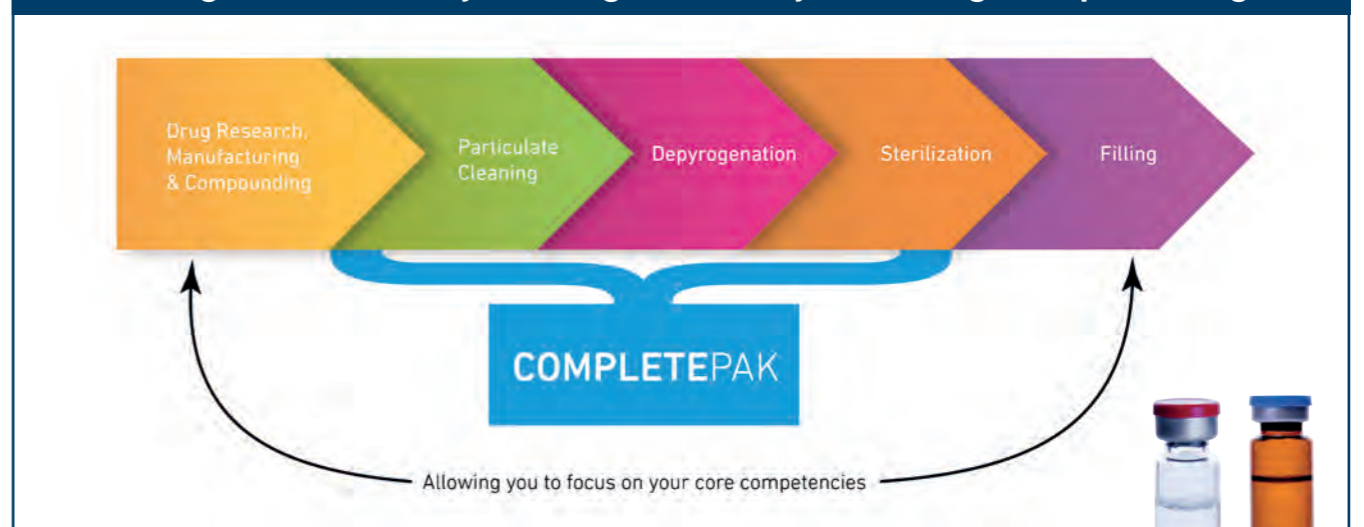 Drug Research,
Manufacturing
& Compounding
Particulate
Cleaning
Depyrogenation
Sterilization
Filling
COMPLETEPAK
Allowing you to focus on your core competencies